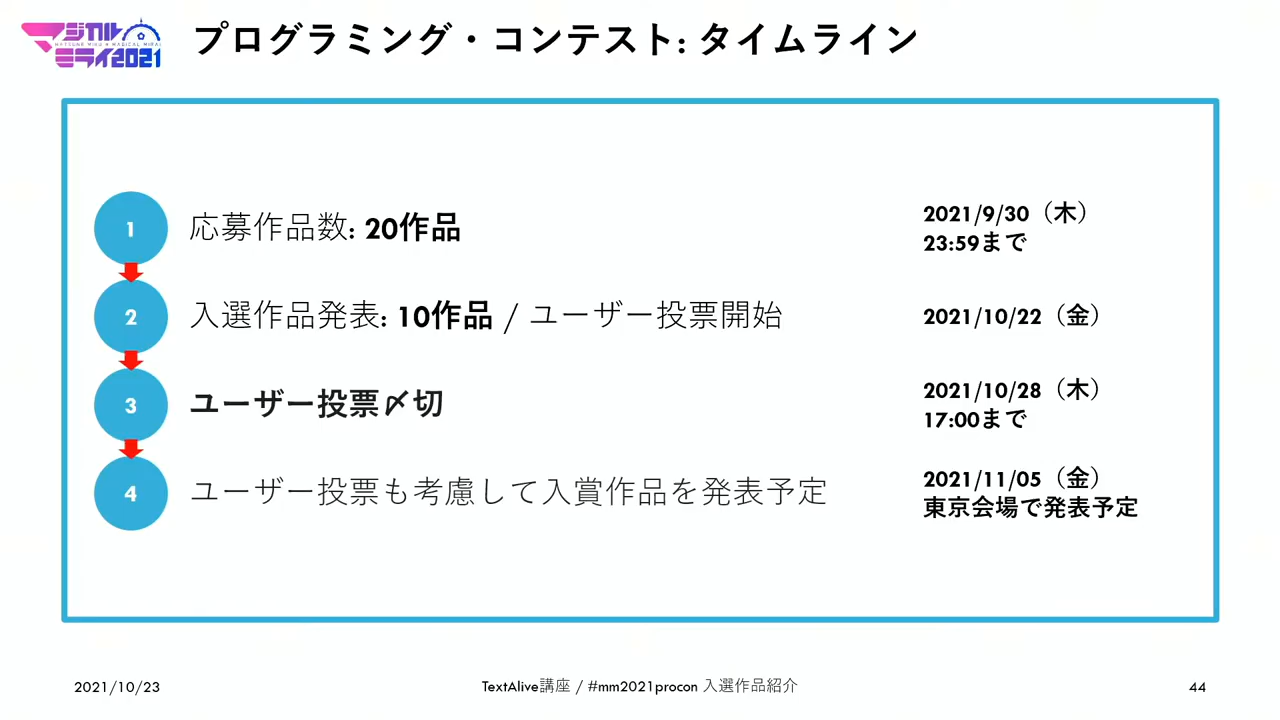 マジカル
HATSUNE MIKU MAGICAL MIRAI
ミライ2021
プログラミング・コンテスト: タイムライン
1
応募作品数: 20作品
2021/9/30（木）
23:59まで
2
入選作品発表: 10作品 / ユーザー投票開始
2021/10/22（金）
3
ユーザー投票〆切
2021/10/28（木）
17:00まで
4
ユーザー投票も考慮して入賞作品を発表予定
2021/11/05（金）
東京会場で発表予定
2021/10/23
TextAlive講座 / #mm2021procon 入選作品紹介
44